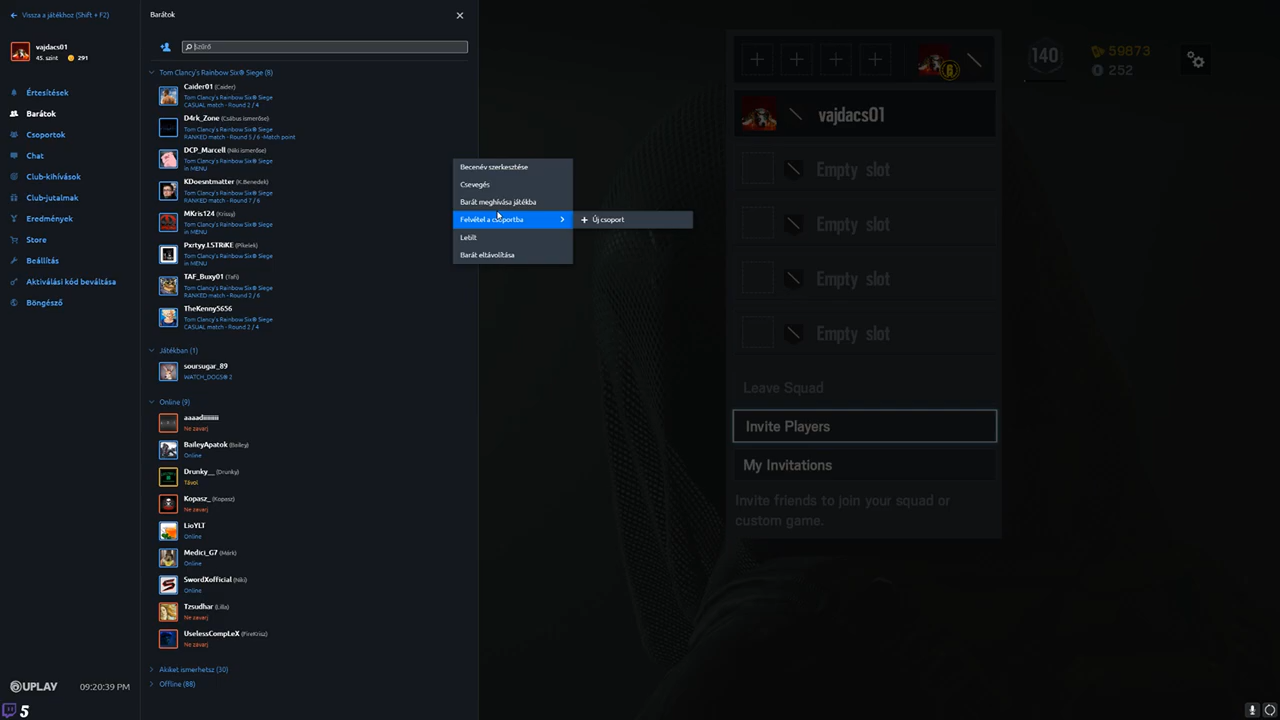 Vissza a játékhoz (Shift + F2)
vajdacs01
45. szint 291
Értesítések
Barátok
Csoportok
Chat
Club-kihívások
Club-jutalmak
Eredmények
Store
Beállítás
Aktiválási kód beváltása
Böngésző
UPLAY 09:20:39 PM
5
Barátok
Szűrő
Tom Clancy's Rainbow Six® Siege (8)
Caider01 (Caider)
Tom Clancy's Rainbow Six® Siege
CASUAL match - Round 2 / 4
D4rk_Zone (Csábus ismerőse)
Tom Clancy's Rainbow Six® Siege
RANKED match - Round 5 / 6 -Match point
DCP_Marcell (Niki ismerőse)
Tom Clancy's Rainbow Six® Siege
in MENU
KDoesntmatter (K.Benedek)
Tom Clancy's Rainbow Six® Siege
RANKED match - Round 7 / 6
MKris124 (Krissy)
Tom Clancy's Rainbow Six® Siege
in MENU
Pxrtyy.LSTRiKE (Pikelek)
Tom Clancy's Rainbow Six® Siege
in MENU
TAF_Buxy01 (Tafi)
Tom Clancy's Rainbow Six® Siege
RANKED match - Round 2 / 6
TheKenny5656
Tom Clancy's Rainbow Six® Siege
CASUAL match - Round 2 / 4
Játékban (1)
soursugar_89
WATCH_DOGS® 2
Online (9)
Ne zavarj
BaileyApatok (Bailey)
Online
Drunky__ (Drunky)
Távol
Kopasz_ (Kopasz)
Ne zavarj
LioYLT
Online
Medici_G7 (Márk)
Online
SwordXofficial (Niki)
Online
Tzsudhar (Lilla)
Ne zavarj
UselessCompLeX (FireKrisz)
Ne zavarj
Akiket ismerhetsz (30)
Offline (88)
Becenév szerkesztése
Csevegés
Barát meghívása játékba
Felvétel a csoportba
Új csoport
Letilt
Barát eltávolítása
140
59873
252
vajdacs01
Empty slot
Empty slot
Empty slot
Empty slot
Leave Squad
Invite Players
My Invitations
Invite friends to join your squad or
custom game.